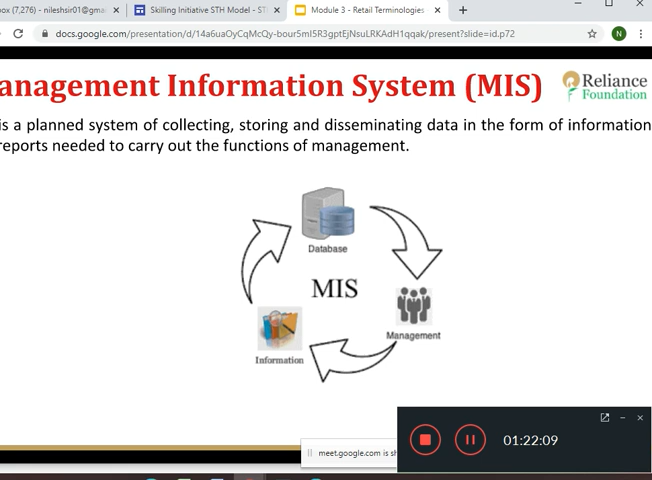 box (7,276) - nileshsir01@gma
Skilling Initiative STH Model - ST
Module 3 - Retail Terminologies
docs.google.com/presentation/d/14a6uaOyCqMcQy-bour5mI5R3gptEjNsuLRKAdH1qqak/present?slide=id.p72
N
anagement Information System (MIS)
Reliance
Foundation
is a planned system of collecting, storing and disseminating data in the form of information
reports needed to carry out the functions of management.
Database
MIS
Management
Information
meet.google.com is sh
01:22:09